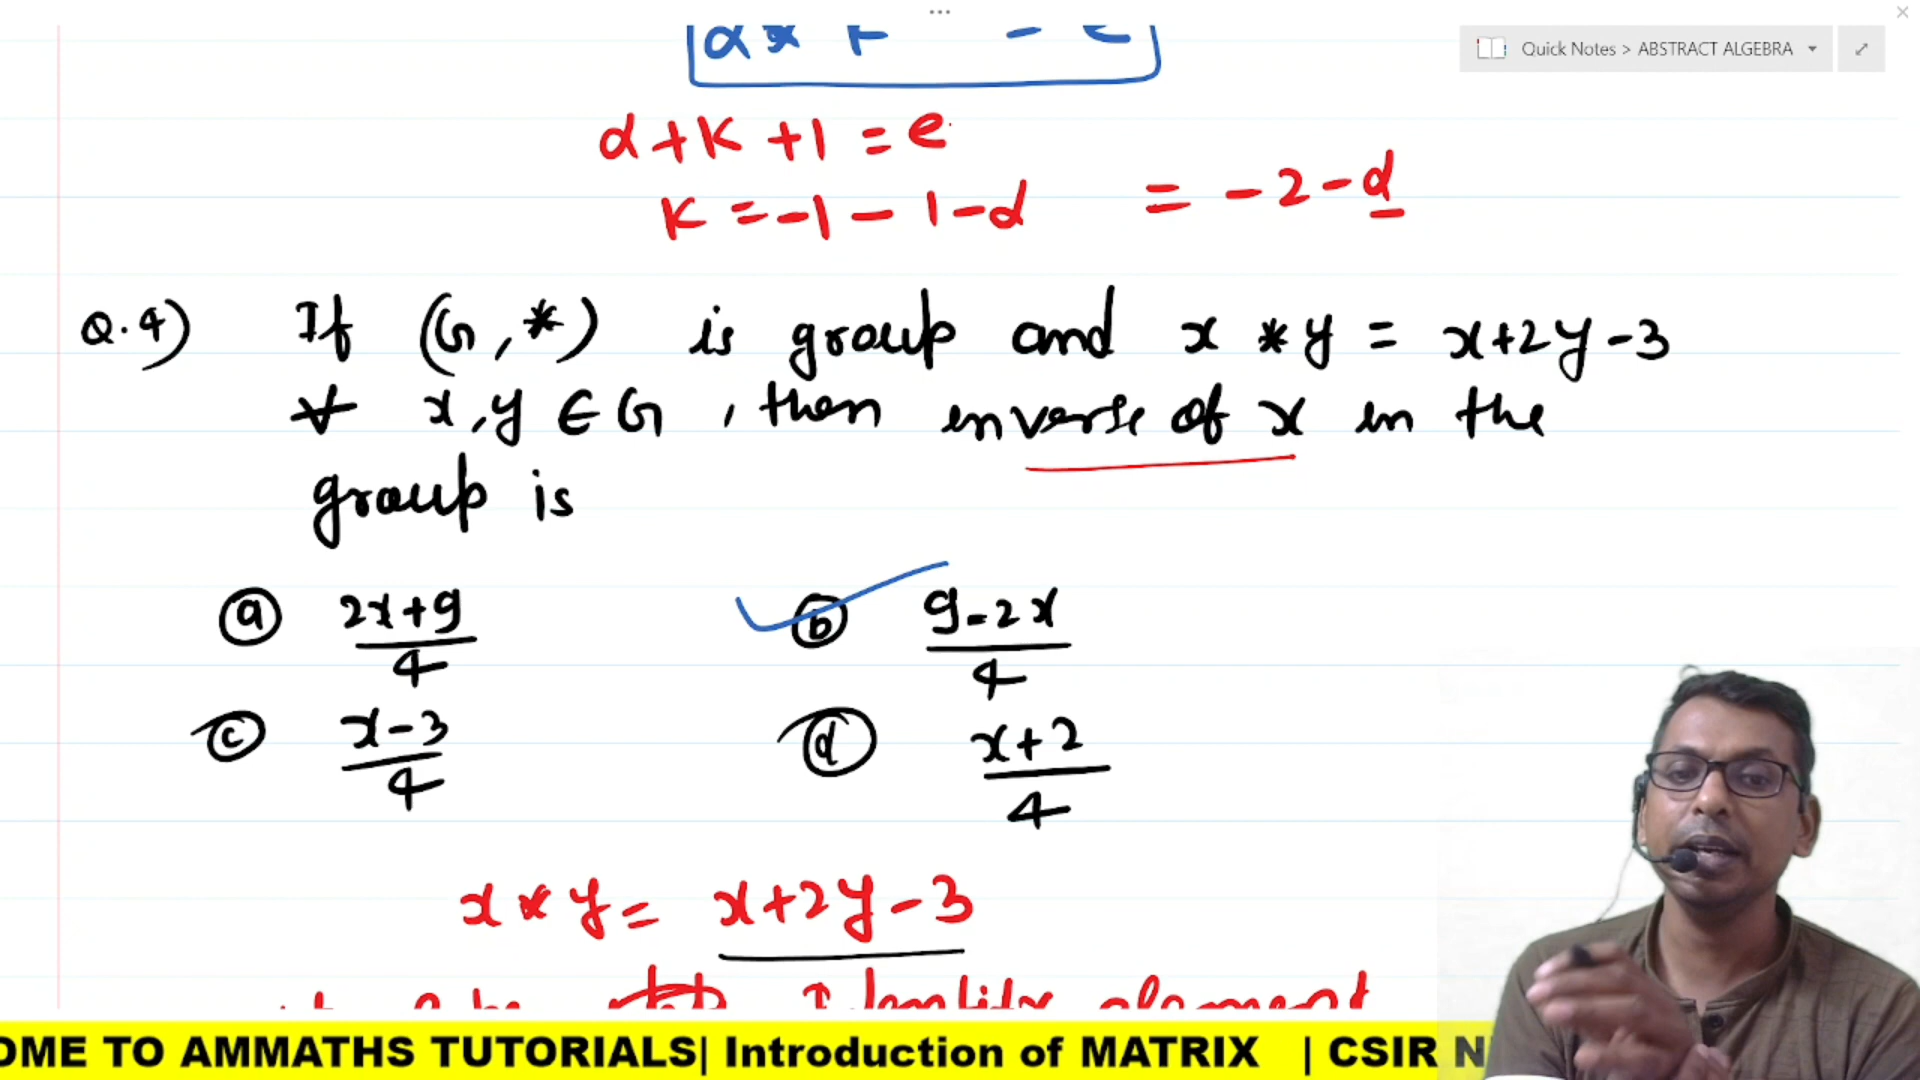 Quick Notes > ABSTRACT ALGEBRA
α + K + 1 = e
K = -1 - 1 - α = -2 - α
Q.4) If (G, *) is group and x * y = x+2y-3
∀ x, y ∈ G, then inverse of x in the
group is
(a) 2x+9/4 (b) 9-2x/4
(c) x-3/4 (d) x+2/4
x * y = x+2y-3
Identity element
OME TO AMMATHS TUTORIALS| Introduction of MATRIX | CSIR N